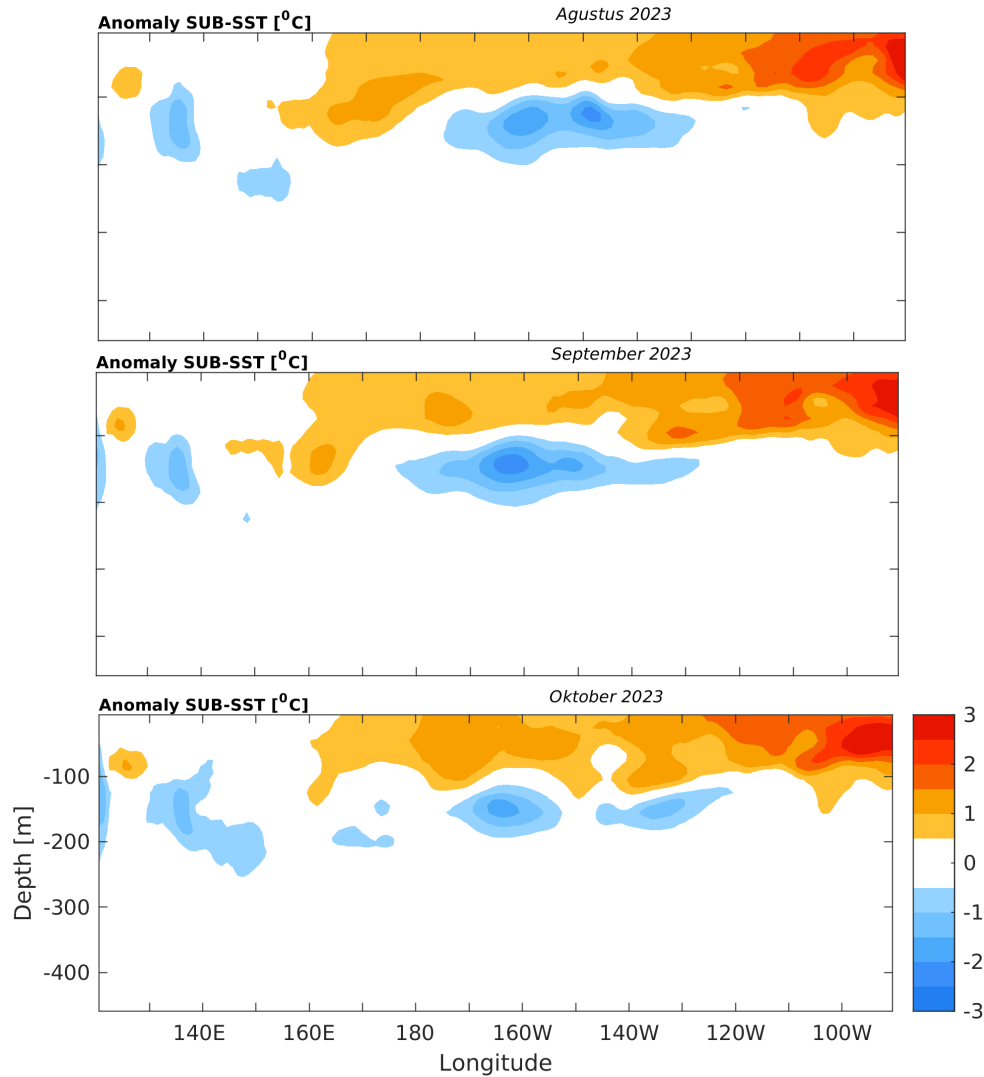 Agustus 2023
Anomaly SUB-SST [⁰C]
September 2023
Anomaly SUB-SST [⁰C]
Oktober 2023
Anomaly SUB-SST [⁰C]
3
2
1
0
-1
-2
-3
-100
-200
-300
-400
Depth [m]
140E 160E 180 160W 140W 120W 100W
Longitude